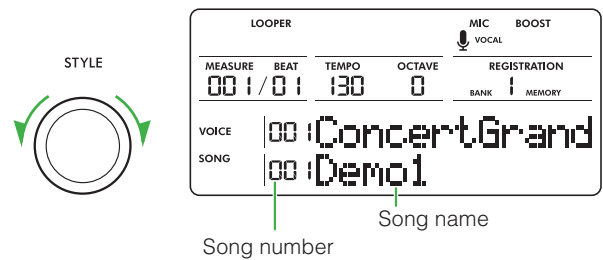 STYLE
LOOPER
MIC BOOST
VOCAL
MEASURE BEAT TEMPO OCTAVE REGISTRATION
001/01 130 0 BANK 1 MEMORY
VOICE 001 ConcertGrand
SONG 001 Demo1
Song name
Song number